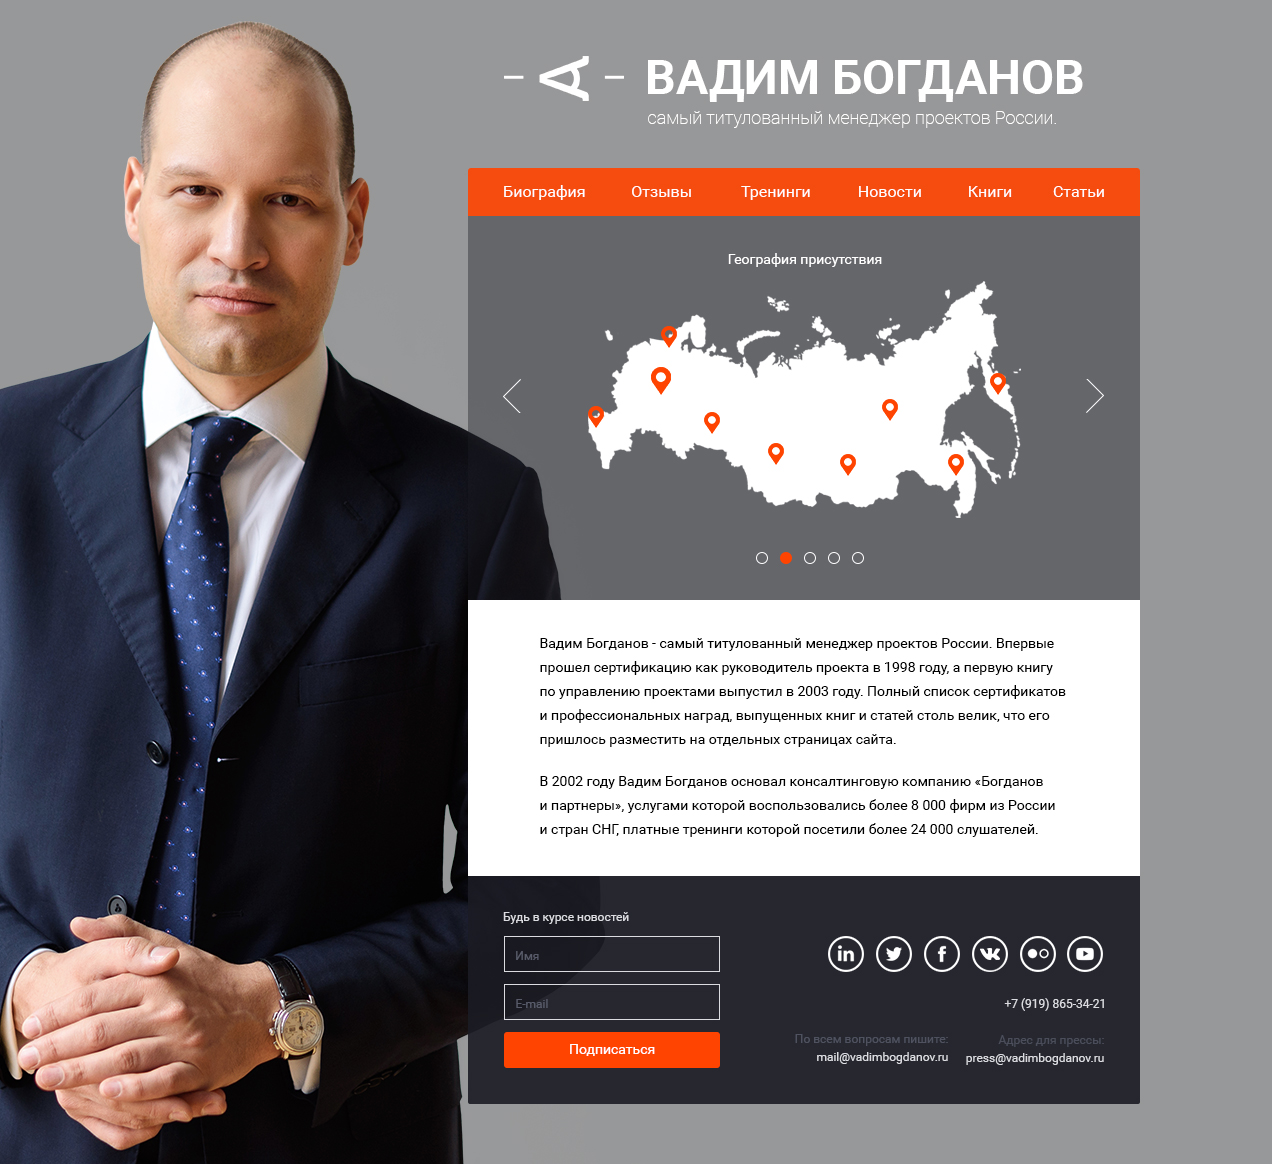 ВАДИМ БОГДАНОВ
самый титулованный менеджер проектов России.
Биография Отзывы Тренинги Новости Книги Статьи
География присутствия
Вадим Богданов - самый титулованный менеджер проектов России. Впервые
прошел сертификацию как руководитель проекта в 1998 году, а первую книгу
по управлению проектами выпустил в 2003 году. Полный список сертификатов
и профессиональных наград, выпущенных книг и статей столь велик, что его
пришлось разместить на отдельных страницах сайта.
В 2002 году Вадим Богданов основал консалтинговую компанию «Богданов
и партнеры», услугами которой воспользовались более 8 000 фирм из России
и стран СНГ, платные тренинги которой посетили более 24 000 слушателей.
Будь в курсе новостей
Имя
E-mail
Подписаться
in f
+7 (919) 865-34-21
По всем вопросам пишите:
mail@vadimbogdanov.ru
Адрес для прессы:
press@vadimbogdanov.ru